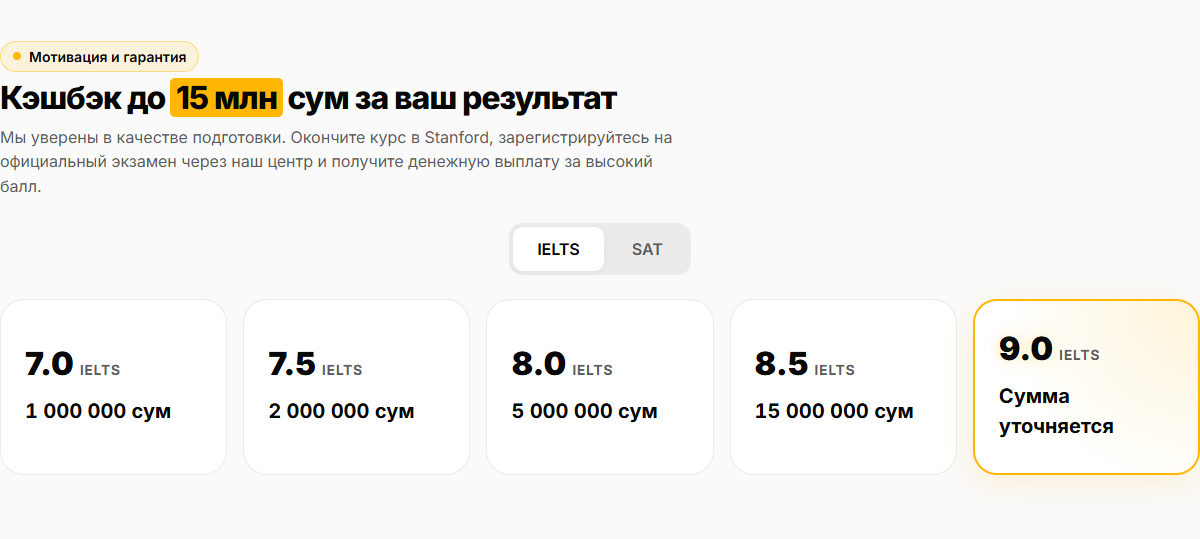 Мотивация и гарантия
Кэшбэк до 15 млн сум за ваш результат
Мы уверены в качестве подготовки. Окончите курс в Stanford, зарегистрируйтесь на
официальный экзамен через наш центр и получите денежную выплату за высокий
балл.
IELTS SAT
7.0 IELTS
1 000 000 сум
7.5 IELTS
2 000 000 сум
8.0 IELTS
5 000 000 сум
8.5 IELTS
15 000 000 сум
9.0 IELTS
Сумма
уточняется